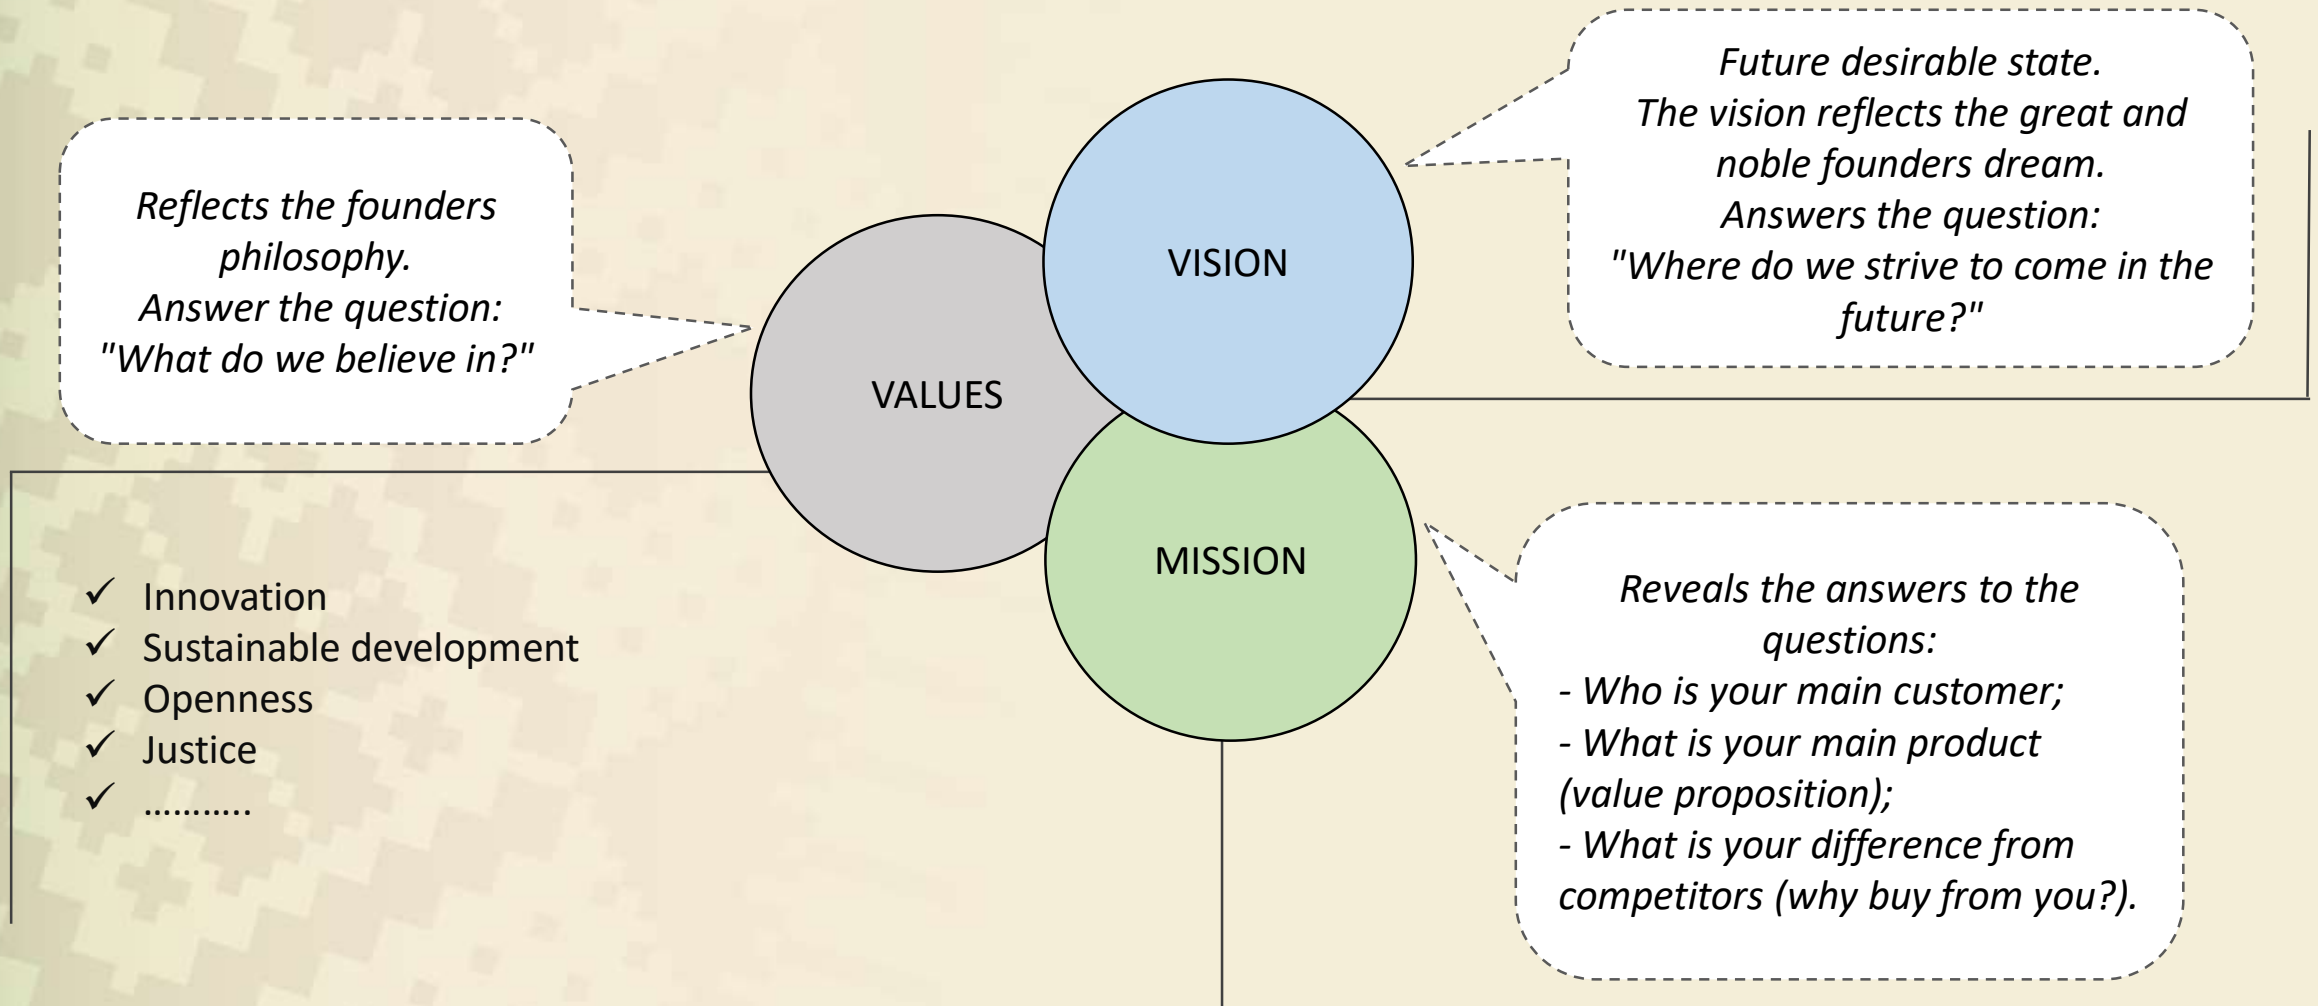 Reflects the founders
philosophy.
Answer the question:
"What do we believe in?"
VALUES
VISION
Future desirable state.
The vision reflects the great and
noble founders dream.
Answers the question:
"Where do we strive to come in the
future?"
MISSION
✓ Innovation
✓ Sustainable development
✓ Openness
✓ Justice
✓ ………..
Reveals the answers to the
questions:
- Who is your main customer;
- What is your main product
(value proposition);
- What is your difference from
competitors (why buy from you?).